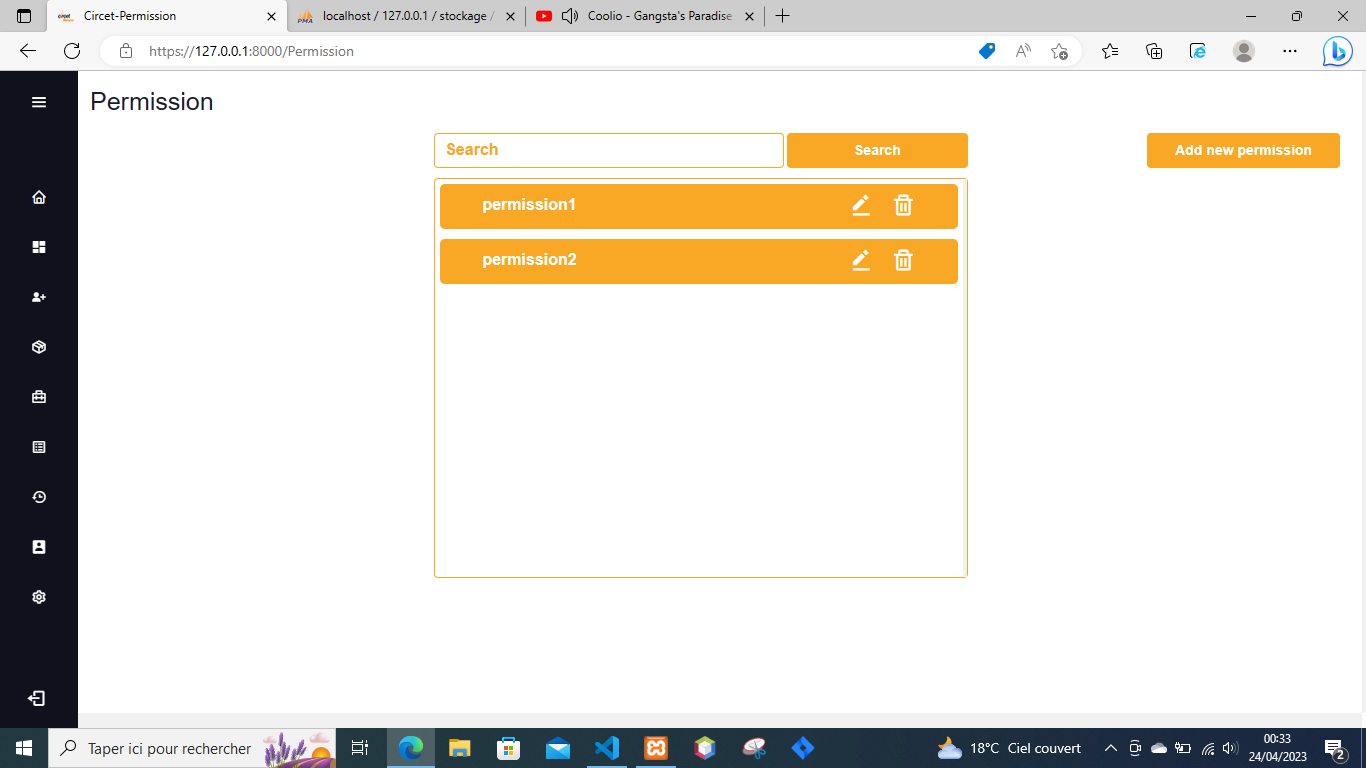 Circet-Permission
localhost / 127.0.0.1 / stockage /
Coolio - Gangsta's Paradise
https://127.0.0.1:8000/Permission
Permission
Search
Search
Add new permission
permission1
permission2
Taper ici pour rechercher
18°C Ciel couvert
00:33
24/04/2023
2